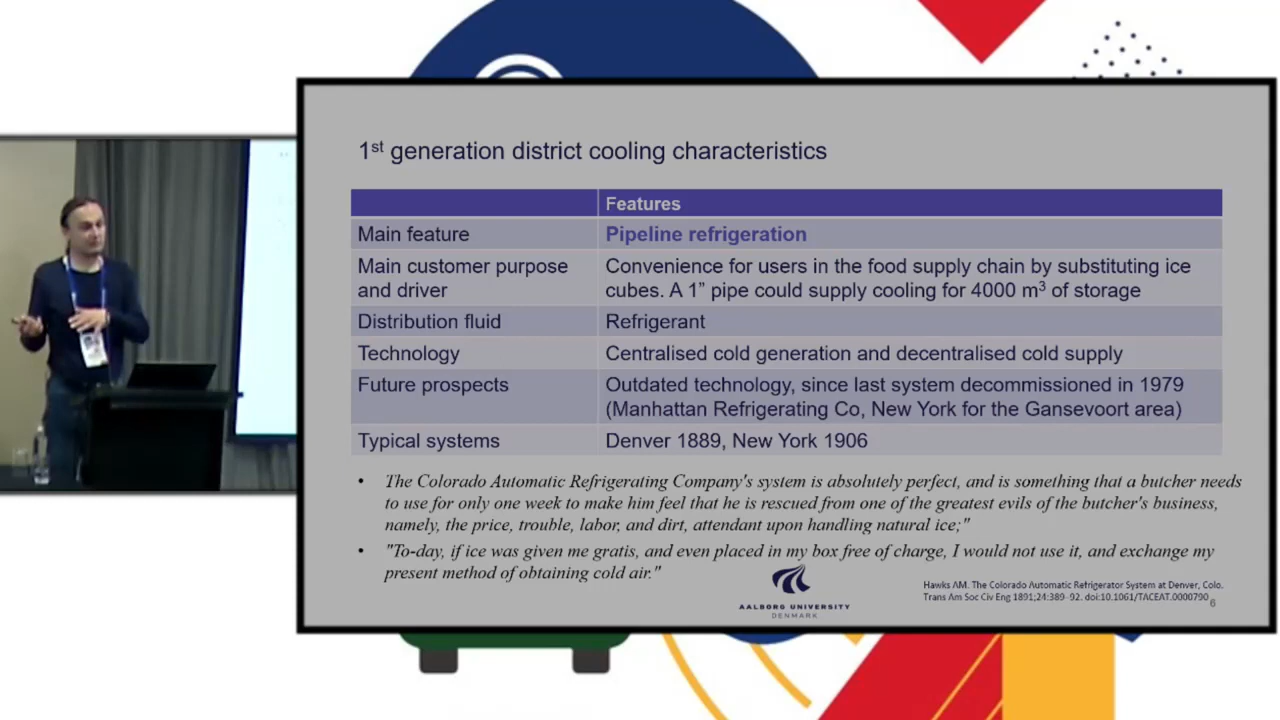 1st generation district cooling characteristics
Features
Main feature
Pipeline refrigeration
Main customer purpose
and driver
Convenience for users in the food supply chain by substituting ice
cubes. A 1” pipe could supply cooling for 4000 m3 of storage
Distribution fluid
Refrigerant
Technology
Centralised cold generation and decentralised cold supply
Future prospects
Outdated technology, since last system decommissioned in 1979
(Manhattan Refrigerating Co, New York for the Gansevoort area)
Typical systems
Denver 1889, New York 1906
• The Colorado Automatic Refrigerating Company's system is absolutely perfect, and is something that a butcher needs
to use for only one week to make him feel that he is rescued from one of the greatest evils of the butcher's business,
namely, the price, trouble, labor, and dirt, attendant upon handling natural ice;"
• "To-day, if ice was given me gratis, and even placed in my box free of charge, I would not use it, and exchange my
present method of obtaining cold air."
AALBORG UNIVERSITY
DENMARK
Hawks AM. The Colorado Automatic Refrigerator System at Denver, Colo.
Trans Am Soc Civ Eng 1891;24:389–92. doi:10.1061/TACEAT.0000790
6